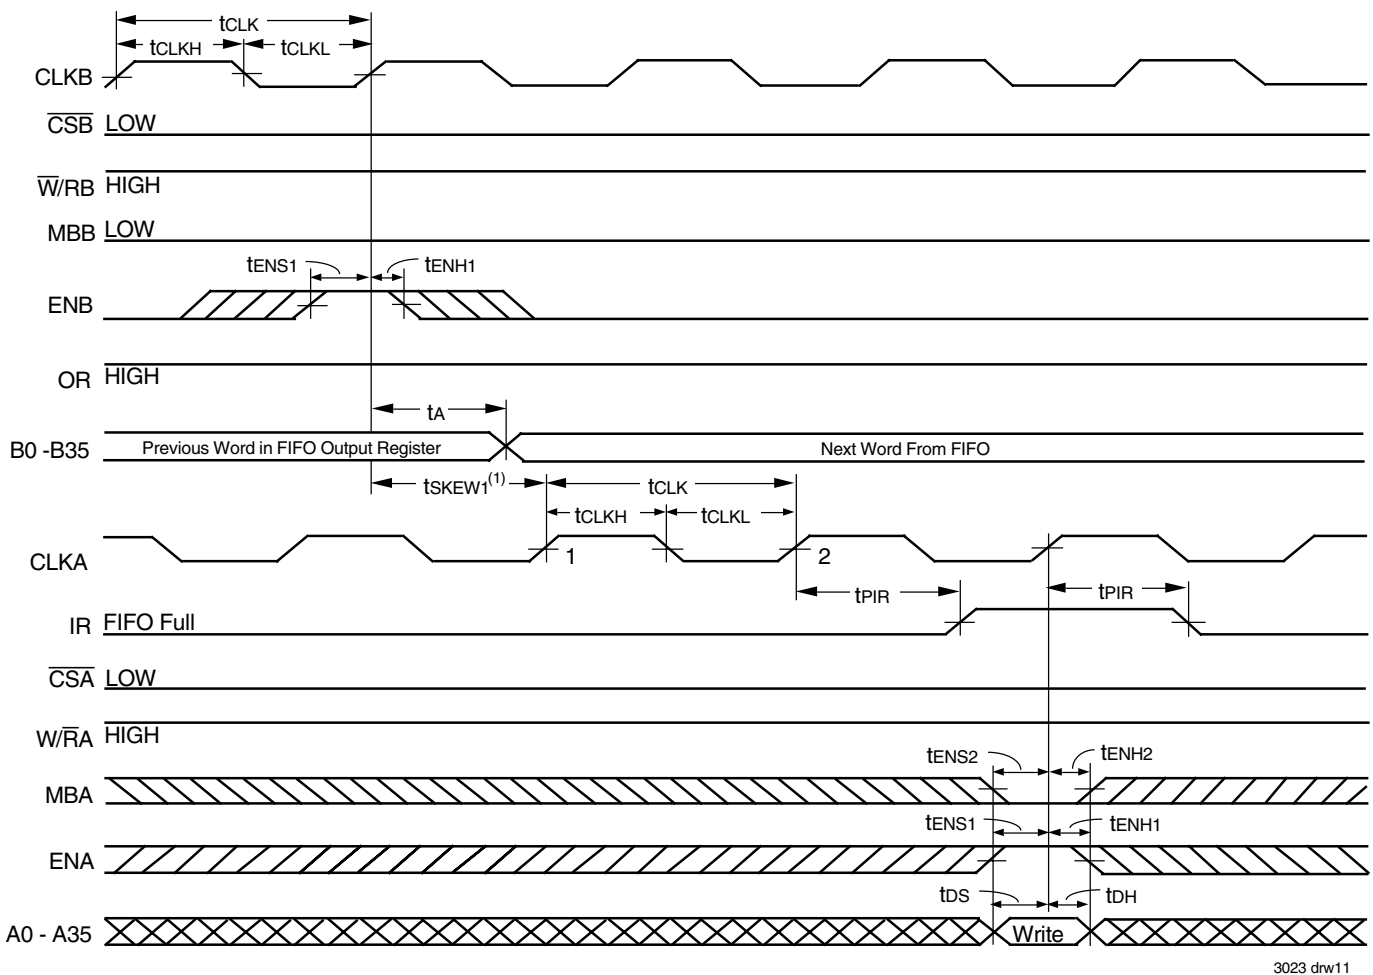 tCLK
tCLKH tCLKL
CLKB
CSB LOW
W/RB HIGH
MBB LOW
tENS1 tENH1
ENB
OR HIGH
tA
B0 -B35 Previous Word in FIFO Output Register Next Word From FIFO
tSKEW1(1) tCLK
tCLKH tCLKL
CLKA 1 2
tPIR tPIR
IR FIFO Full
CSA LOW
W/RA HIGH
tENS2 tENH2
MBA
tENS1 tENH1
ENA
tDS tDH
A0 - A35 Write
3023 drw11